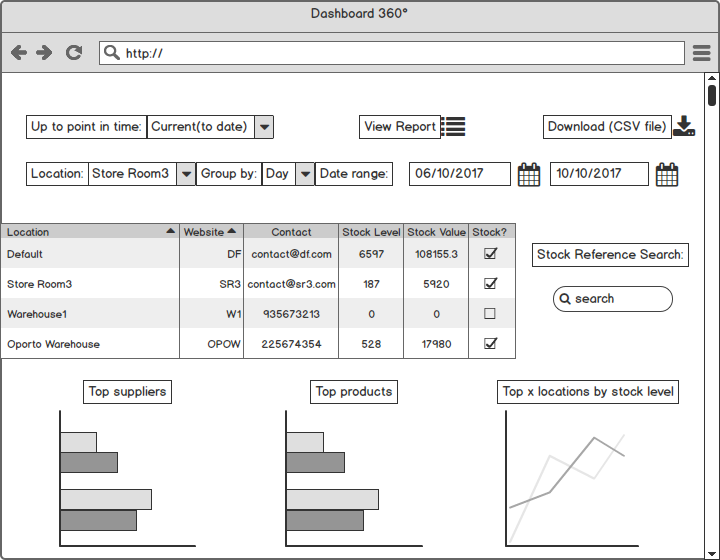 Dashboard 360°
http://
Up to point in time: Current(to date) View Report Download (CSV file)
Location: Store Room3 Group by: Day Date range: 06/10/2017 10/10/2017
Location Website Contact Stock Level Stock Value Stock?
Default DF contact@df.com 6597 108155.3
Store Room3 SR3 contact@sr3.com 187 5920
Warehouse1 W1 935673213 0 0
Oporto Warehouse OPOW 225674354 528 17980
Stock Reference Search:
search
Top suppliers Top products Top x locations by stock level